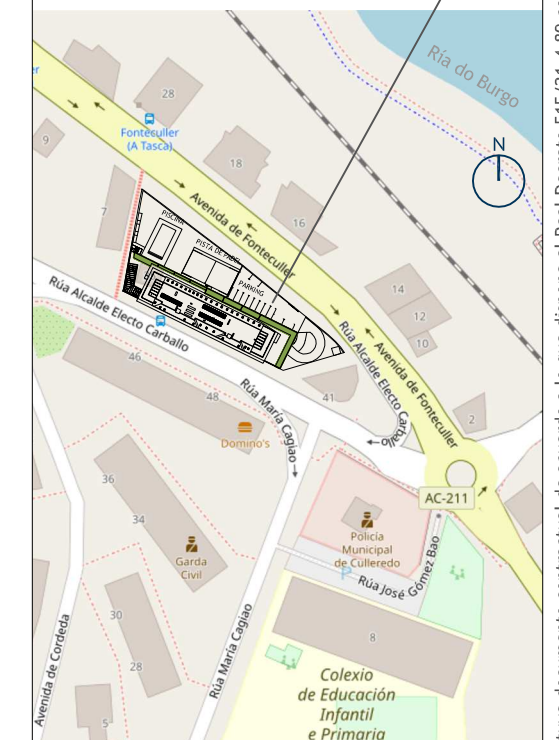 Ría do Burgo
N
er
28
Fonteculler
(A Tasca)
9
18
7
Avenida de Fonteculler
16
PISCINA
PISTA DE PADEL
PARKING
14
12
10
Rúa Alcalde Electo Carballo
Rúa Alcalde Electo Carballo
Avenida de Fonteculler
46
48
41
2
Rúa María Cagiao
Domino's
AC-211
36
34
Garda
Civil
Policía
Municipal
de Culleredo
P
Rúa José Gómez Bao
30
28
8
Avenida de Cordeda
Rúa María Cagiao
5
Colexio
de Educación
Infantil
e Primaria